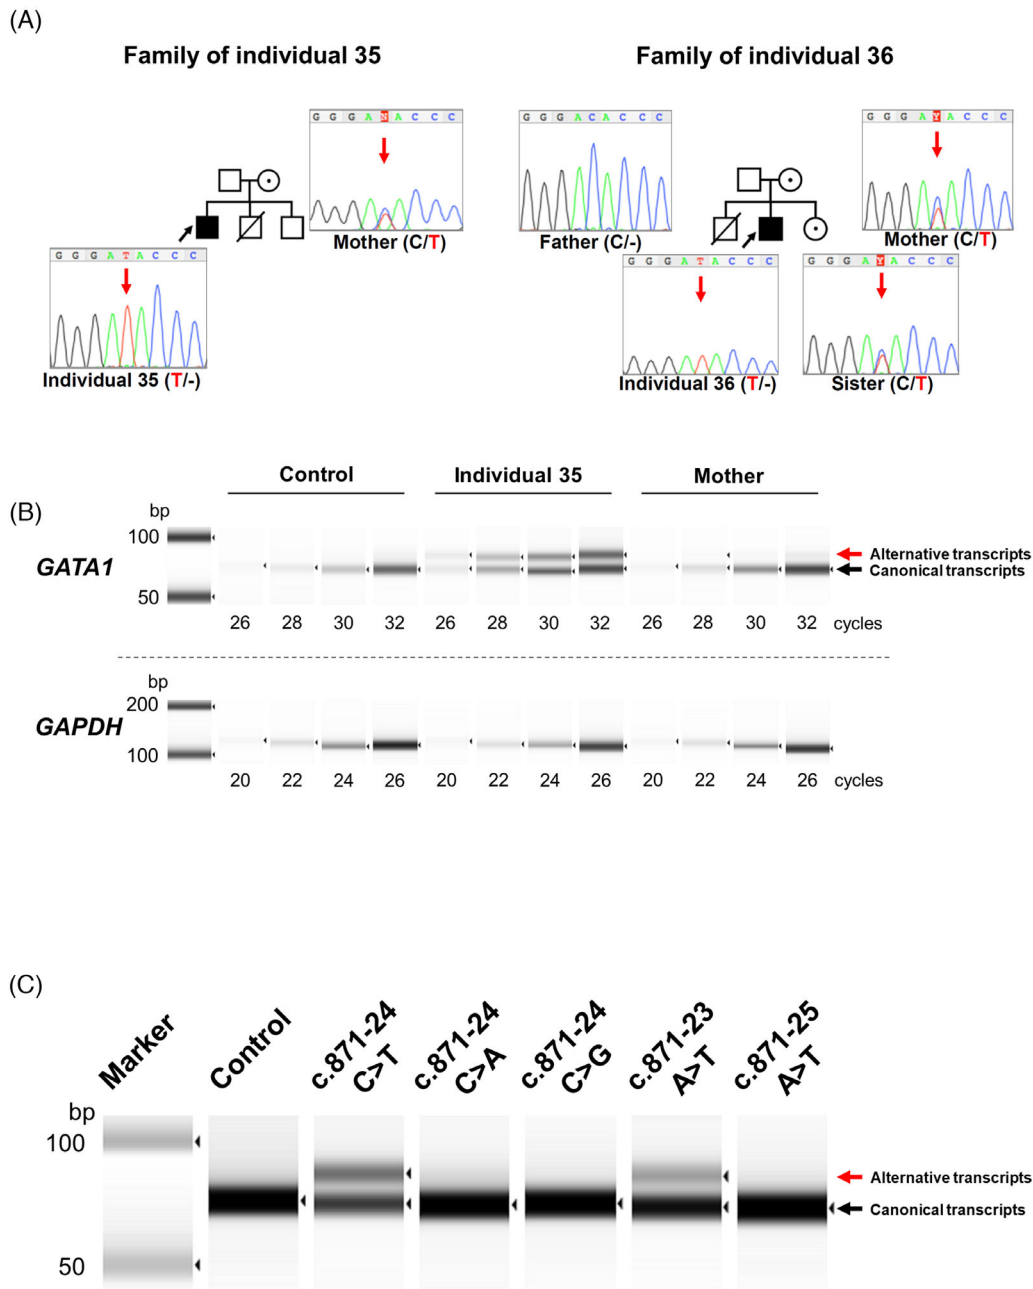 (A)
Family of individual 35
Family of individual 36
G G G A N A C C C
Mother (C/T)
G G G A T A C C C
Individual 35 (T/-)
G G G A C A C C C
Father (C/-)
G G G A Y A C C C
Mother (C/T)
G G G A T A C C C
Individual 36 (T/-)
G G G A Y A C C C
Sister (C/T)
(B)
Control
Individual 35
Mother
bp
100
50
GATA1
Alternative transcripts
Canonical transcripts
26 28 30 32 26 28 30 32 26 28 30 32 cycles
bp
200
100
GAPDH
20 22 24 26 20 22 24 26 20 22 24 26 cycles
(C)
Marker
Control
c.871-24
C>T
c.871-24
C>A
c.871-24
C>G
c.871-23
A>T
c.871-25
A>T
bp
100
50
Alternative transcripts
Canonical transcripts